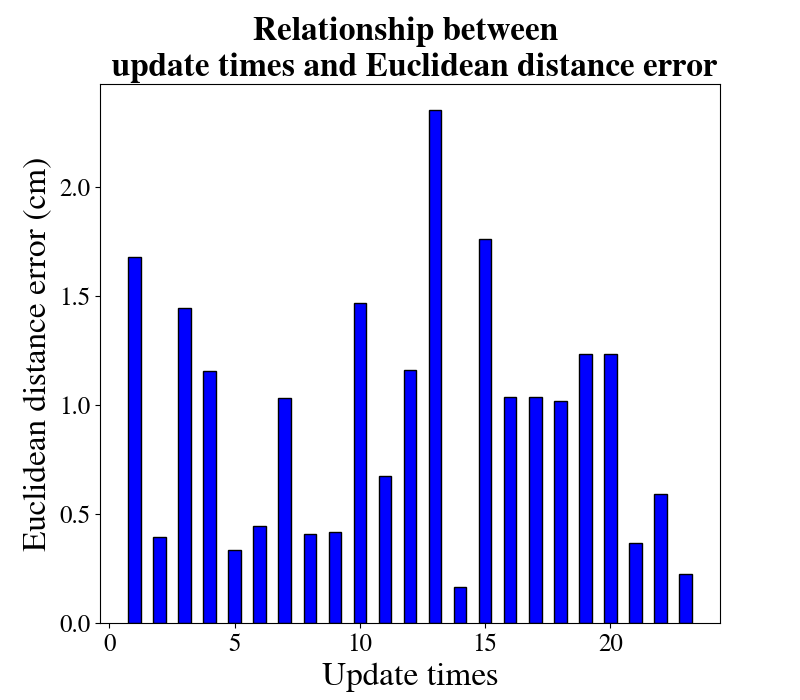 Relationship between
update times and Euclidean distance error
Euclidean distance error (cm)
2.0
1.5
1.0
0.5
0.0
0 5 10 15 20
Update times